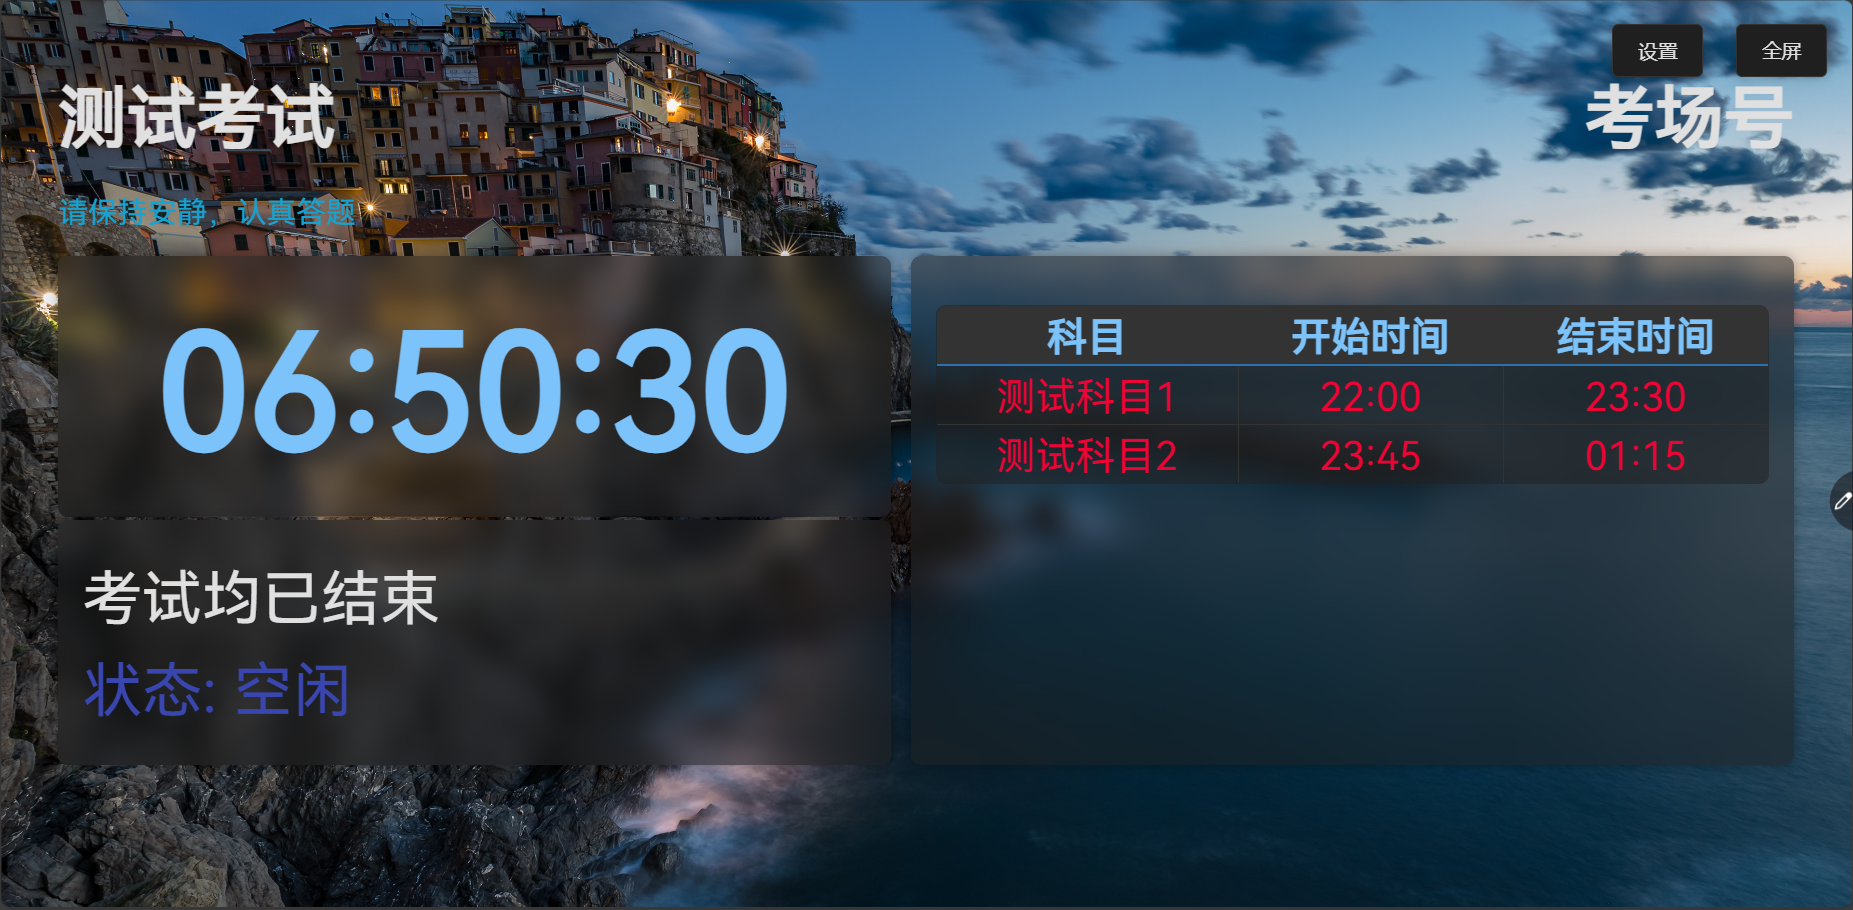 设置 全屏
测试考试 考场号
请保持安静，认真答题
06:50:30
考试均已结束
状态: 空闲
科目 开始时间 结束时间
测试科目1 22:00 23:30
测试科目2 23:45 01:15